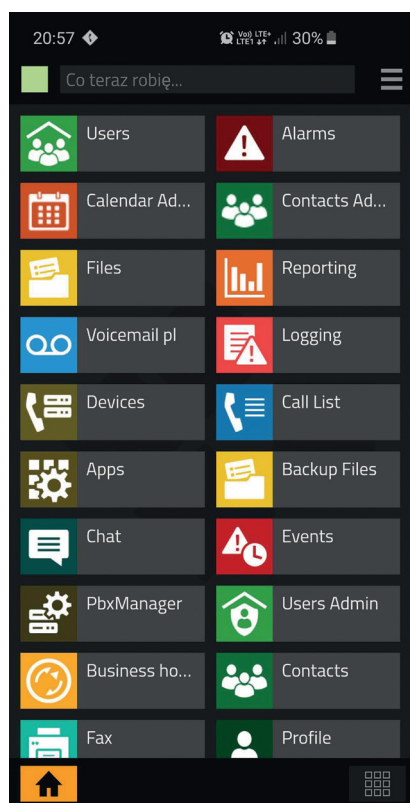 20:57 Vo)) LTE+ LTE1 ↓↑ 30%
Co teraz robię...
Users Alarms
Calendar Ad... Contacts Ad...
Files Reporting
Voicemail pl Logging
Devices Call List
Apps Backup Files
Chat Events
PbxManager Users Admin
Business ho... Contacts
Fax Profile